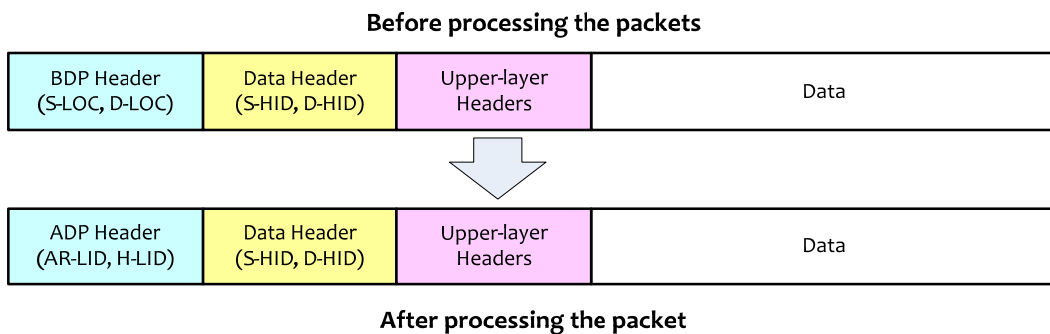 Before processing the packets
BDP Header
(S-LOC, D-LOC)
Data Header
(S-HID, D-HID)
Upper-layer
Headers
Data
ADP Header
(AR-LID, H-LID)
Data Header
(S-HID, D-HID)
Upper-layer
Headers
Data
After processing the packet